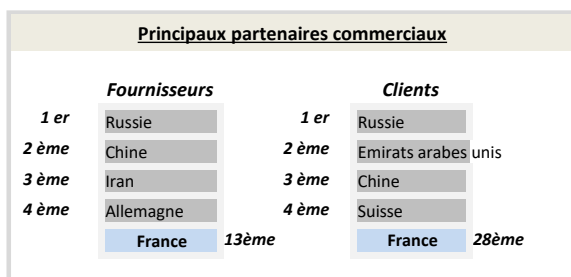 Principaux partenaires commerciaux
Fournisseurs Clients
1 er Russie 1 er Russie
2 ème Chine 2 ème Emirats arabes unis
3 ème Iran 3 ème Chine
4 ème Allemagne 4 ème Suisse
France 13ème France 28ème